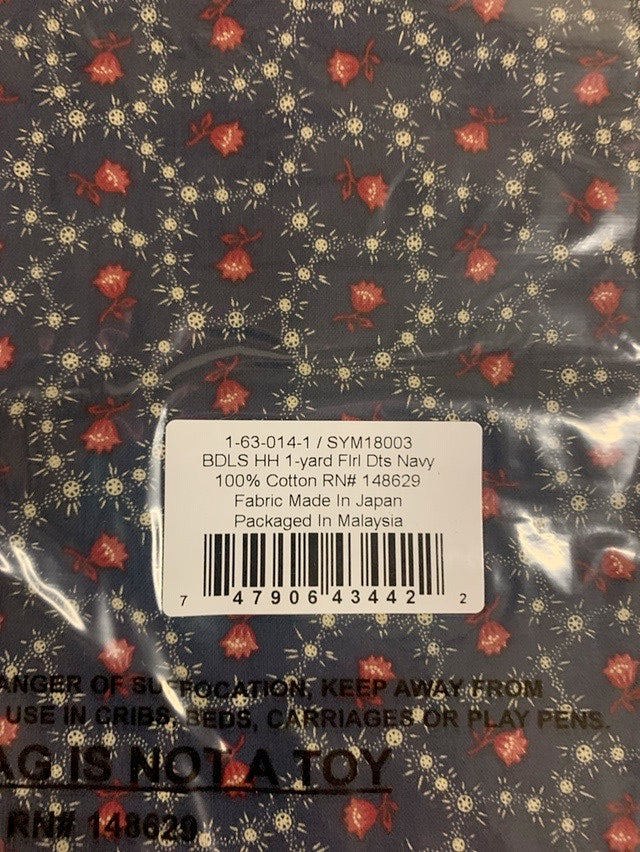 1-63-014-1 / SYM18003
BDLS HH 1-yard Flrl Dts Navy
100% Cotton RN# 148629
Fabric Made In Japan
Packaged In Malaysia
7 47906 43442 2
ANGER OF SUFFOCATION, KEEP AWAY FROM
USE IN CRIBS, BEDS, CARRIAGES OR PLAY PENS.
AG IS NOT A TOY
RN# 148629